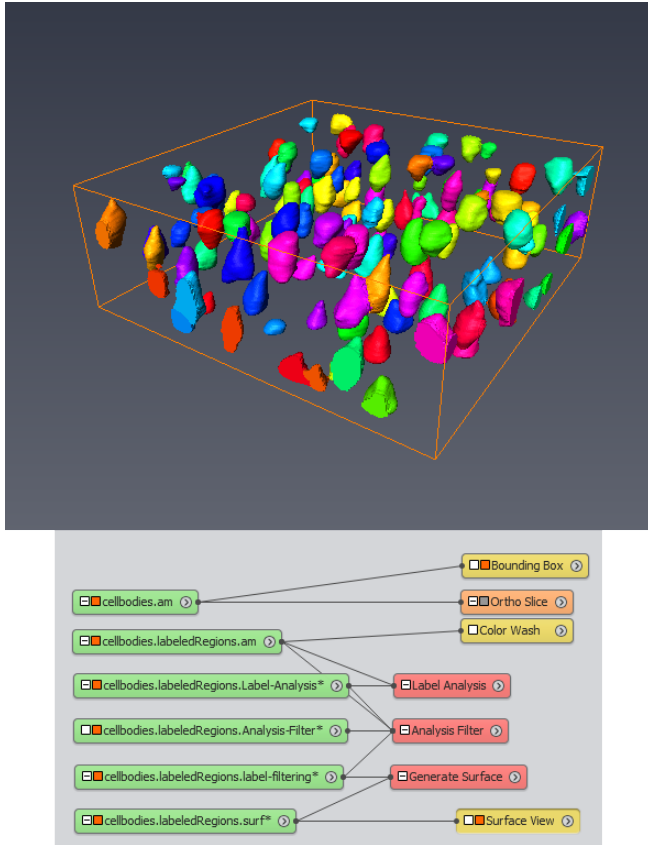 Bounding Box
cellbodies.am
Ortho Slice
Color Wash
cellbodies.labeledRegions.am
cellbodies.labeledRegions.Label-Analysis*
Label Analysis
cellbodies.labeledRegions.Analysis-Filter*
Analysis Filter
cellbodies.labeledRegions.label-filtering*
Generate Surface
cellbodies.labeledRegions.surf*
Surface View